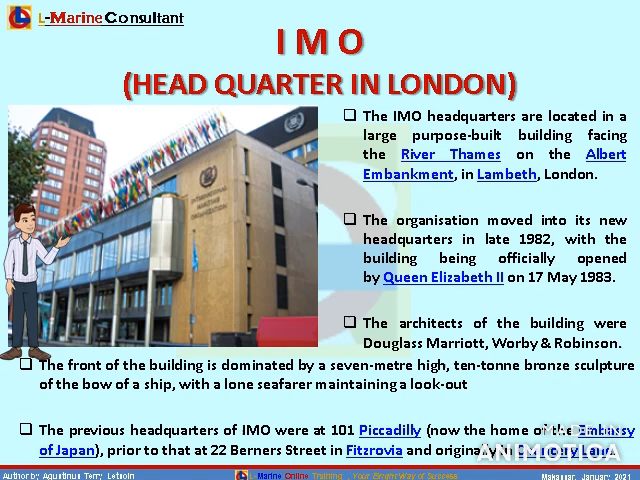 L-Marine Consultant
I M O
(HEAD QUARTER IN LONDON)
❑ The IMO headquarters are located in a
large purpose-built building facing
the River Thames on the Albert
Embankment, in Lambeth, London.
❑ The organisation moved into its new
headquarters in late 1982, with the
building being officially opened
by Queen Elizabeth II on 17 May 1983.
❑ The architects of the building were
Douglass Marriott, Worby & Robinson.
INTERNATIONAL
MARITIME
ORGANIZATION
❑ The front of the building is dominated by a seven-metre high, ten-tonne bronze sculpture
of the bow of a ship, with a lone seafarer maintaining a look-out
❑ The previous headquarters of IMO were at 101 Piccadilly (now the home of the Embassy
of Japan), prior to that at 22 Berners Street in Fitzrovia and originally in Chancery Lane.
MADE IN
ANIMOTICA
Author by Agustinus Terry Letsoin
L-Marine Online Training , Your Bright Way of Success
Makassar, January 2021